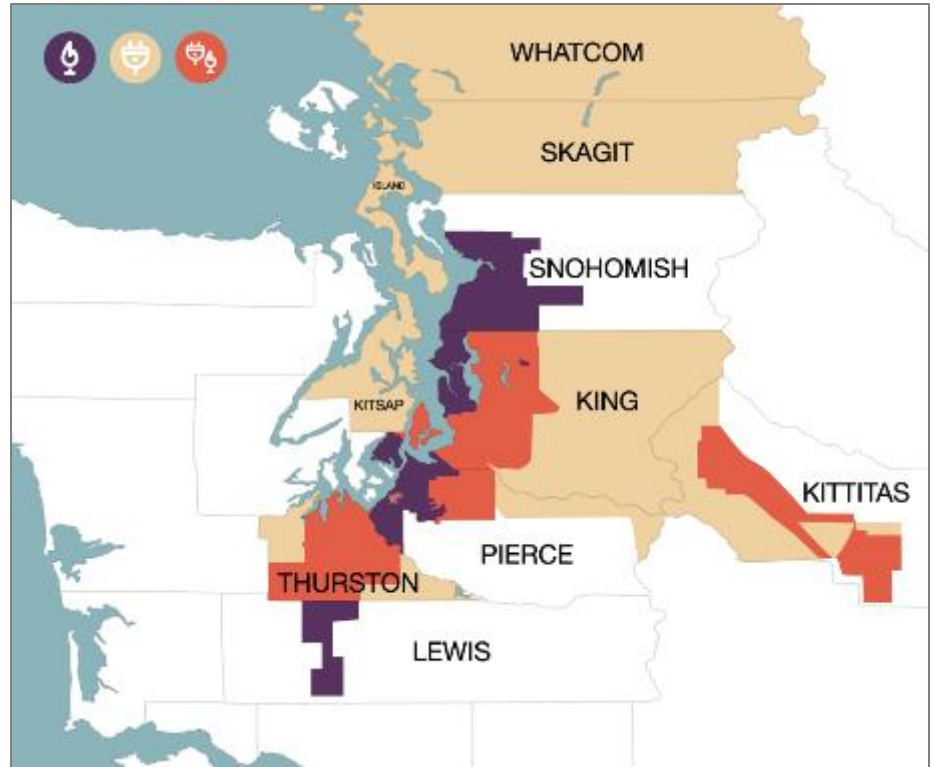 WHATCOM
SKAGIT
ISLAND
SNOHOMISH
KITSAP
KING
KITTITAS
PIERCE
THURSTON
LEWIS